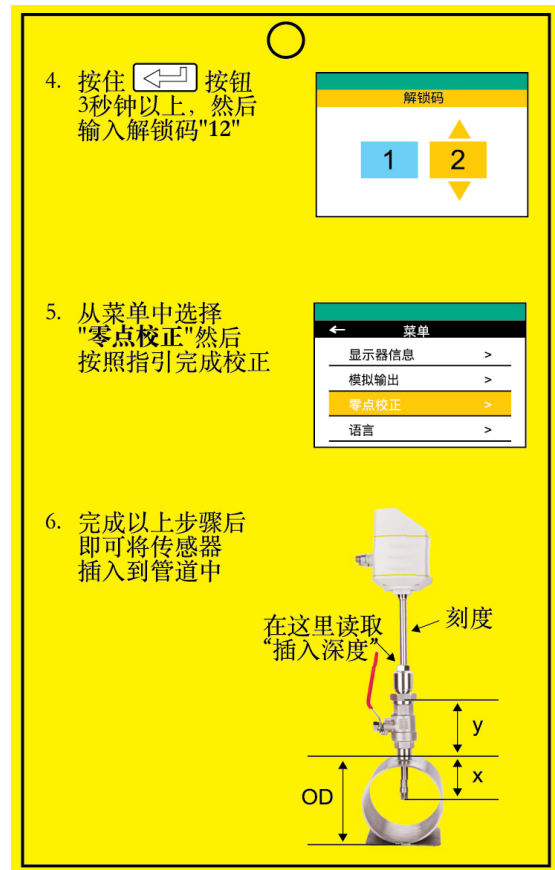 4. 按住 按钮
3秒钟以上，然后
输入解锁码"12"
解锁码
1 2
5. 从菜单中选择
"零点校正"然后
按照指引完成校正
← 菜单
显示器信息 >
模拟输出 >
零点校正 >
语言 >
6. 完成以上步骤后
即可将传感器
插入到管道中
在这里读取
“插入深度”
刻度
y
x
OD